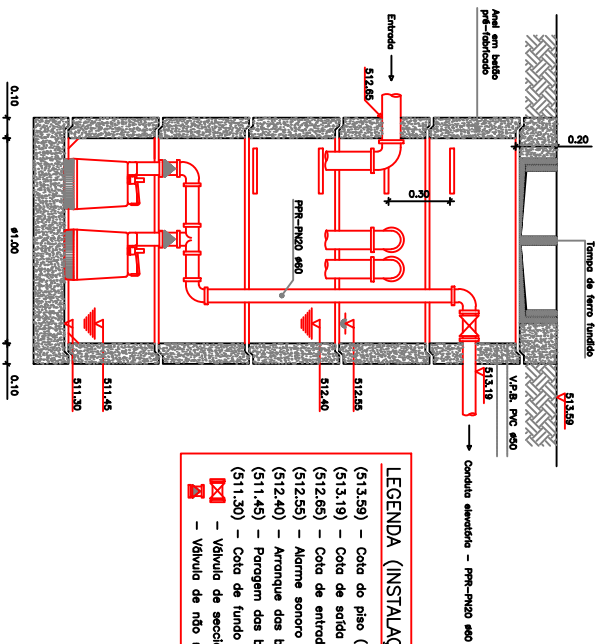 Entrada
Anel em betão
pré-fabricado
512.65
0.20
Tampa de ferro fundido
0.10
ø1.00
0.10
0.30
PPR-PN20 ø60
513.19
V.P.B. PVC ø50
513.59
511.30
511.45
512.40
512.55
Conduta elevatória - PPR-PN20 ø60
LEGENDA (INSTALAÇ
(513.59) - Cota do piso (
(513.19) - Cota de saída
(512.65) - Cota de entrad
(512.55) - Alarme sonoro
(512.40) - Arranque das b
(511.45) - Paragem das b
(511.30) - Cota de fundo
- Válvula de secci
- Válvula de não